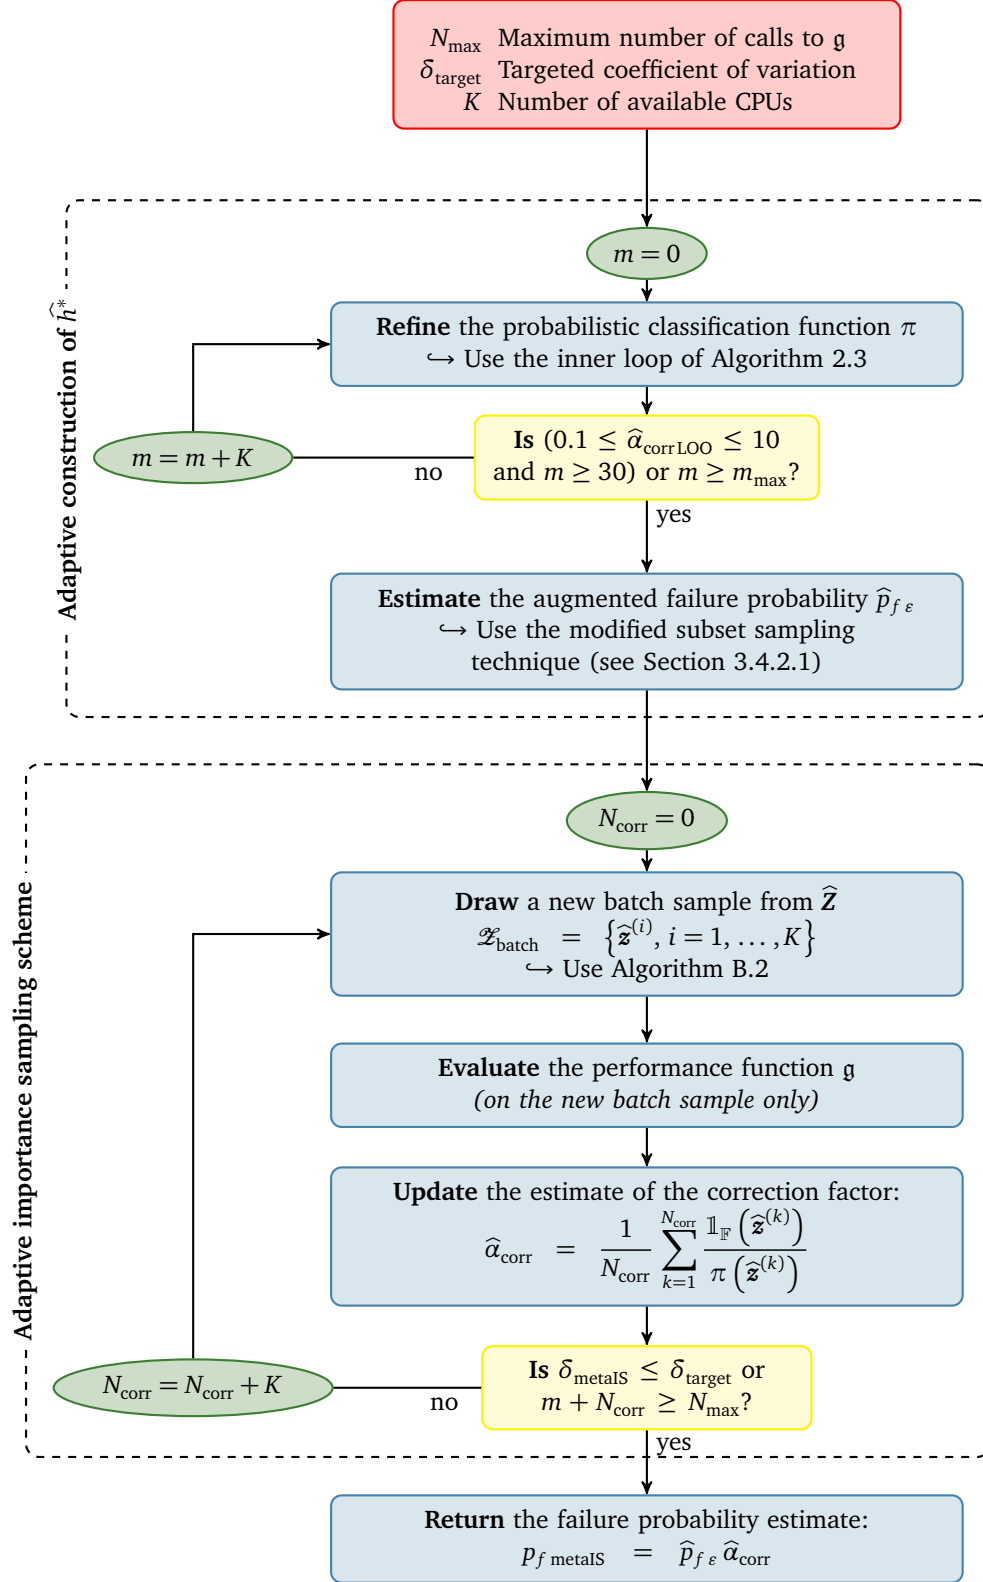 N_max Maximum number of calls to 𝔤
δ_target Targeted coefficient of variation
K Number of available CPUs
Adaptive construction of ĥ*
m = 0
Refine the probabilistic classification function π
↪ Use the inner loop of Algorithm 2.3
Is (0.1 ≤ α̂_corr LOO ≤ 10
and m ≥ 30) or m ≥ m_max?
no
m = m + K
yes
Estimate the augmented failure probability p̂_f ε
↪ Use the modified subset sampling
technique (see Section 3.4.2.1)
Adaptive importance sampling scheme
N_corr = 0
Draw a new batch sample from Ẑ
𝒵_batch = {ẑ^(i), i = 1, …, K}
↪ Use Algorithm B.2
Evaluate the performance function 𝔤
(on the new batch sample only)
Update the estimate of the correction factor:
α̂_corr = 1/N_corr ∑_{k=1}^{N_corr} 𝟙_𝔽(ẑ^(k)) / π(ẑ^(k))
Is δ_metaIS ≤ δ_target or
m + N_corr ≥ N_max?
no
N_corr = N_corr + K
yes
Return the failure probability estimate:
p_f metaIS = p̂_f ε α̂_corr